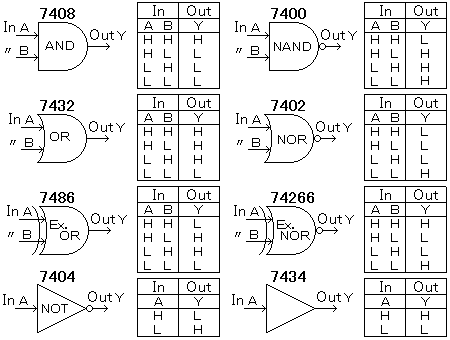 7408
In A
〃 B
AND
Out Y
In Out
A B Y
H H H
H L L
L H L
L L L
7400
In A
〃 B
NAND
Out Y
In Out
A B Y
H H L
H L H
L H H
L L H
7432
In A
〃 B
OR
Out Y
In Out
A B Y
H H H
H L H
L H H
L L L
7402
In A
〃 B
NOR
Out Y
In Out
A B Y
H H L
H L L
L H L
L L H
7486
In A
〃 B
Ex.
OR
Out Y
In Out
A B Y
H H L
H L H
L H H
L L L
74266
In A
〃 B
Ex.
NOR
Out Y
In Out
A B Y
H H H
H L L
L H L
L L H
7404
In A
NOT
Out Y
In Out
A Y
H L
L H
7434
In A
Out Y
In Out
A Y
H H
L L